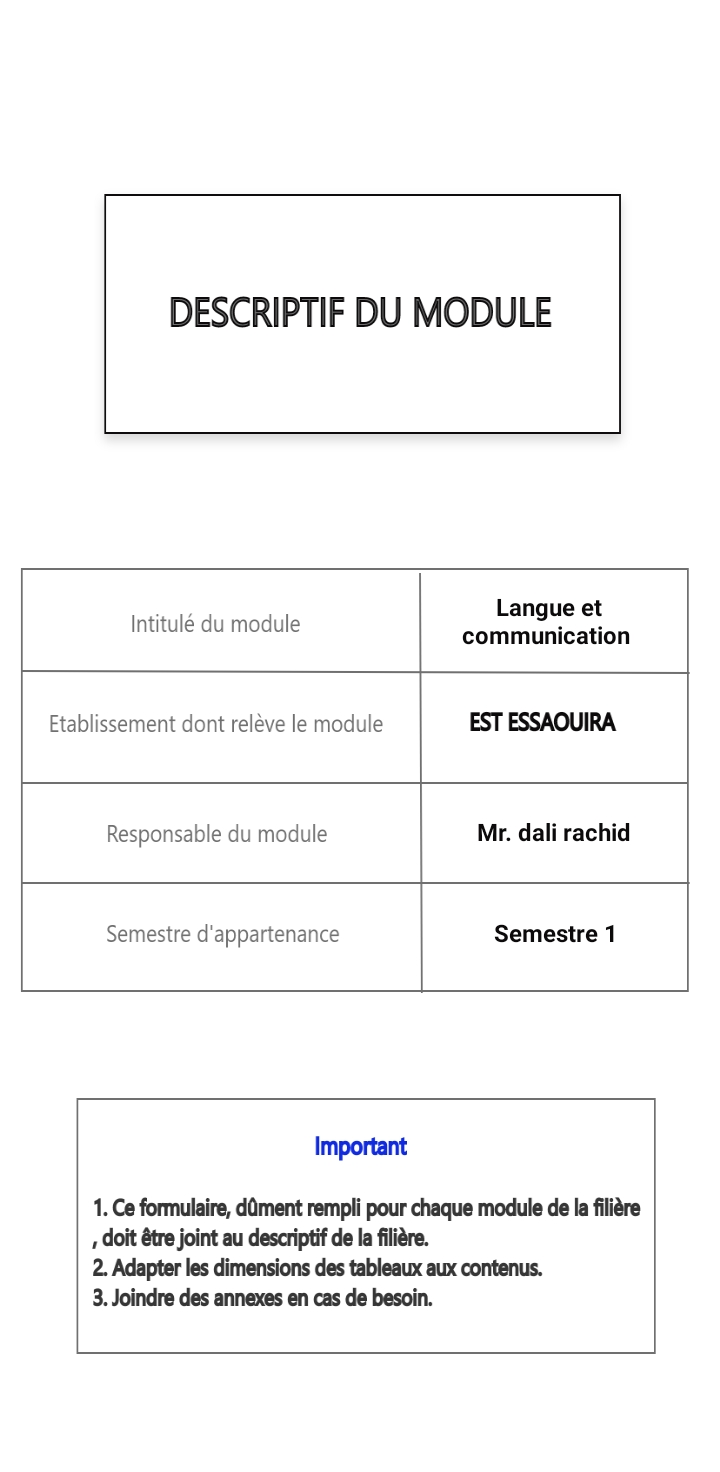 DESCRIPTIF DU MODULE
Intitulé du module
Langue et
communication
Etablissement dont relève le module
EST ESSAOUIRA
Responsable du module
Mr. dali rachid
Semestre d'appartenance
Semestre 1
Important
1. Ce formulaire, dûment rempli pour chaque module de la filière
, doit être joint au descriptif de la filière.
2. Adapter les dimensions des tableaux aux contenus.
3. Joindre des annexes en cas de besoin.